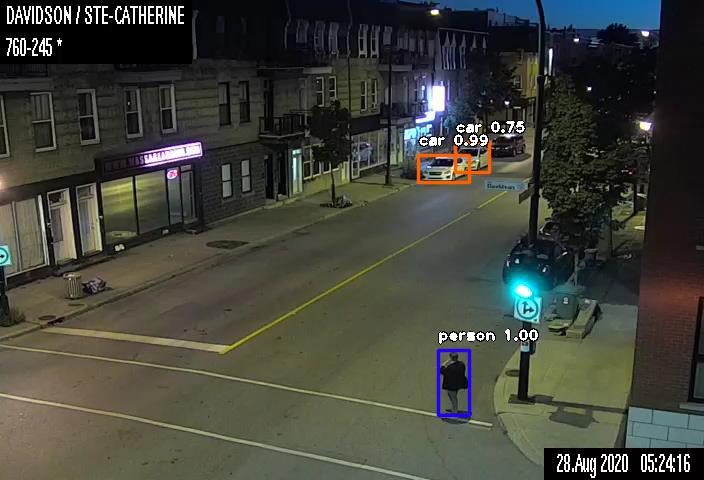 DAVIDSON / STE-CATHERINE
760-245 *
car 0.75
car 0.99
Davidson
person 1.00
28.Aug 2020 05:24:16